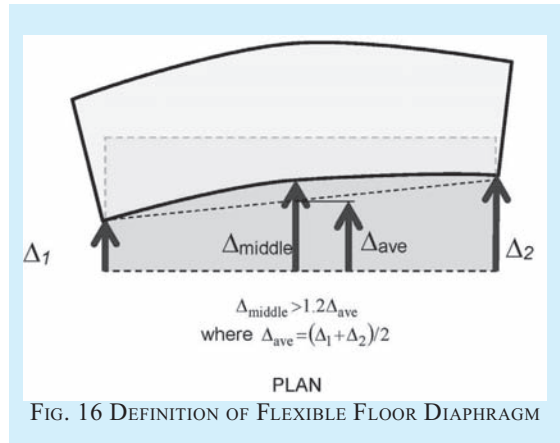 Δ1
Δmiddle
Δave
Δ2
Δmiddle>1.2Δave
where Δave=(Δ1+Δ2)/2
PLAN
FIG. 16 DEFINITION OF FLEXIBLE FLOOR DIAPHRAGM